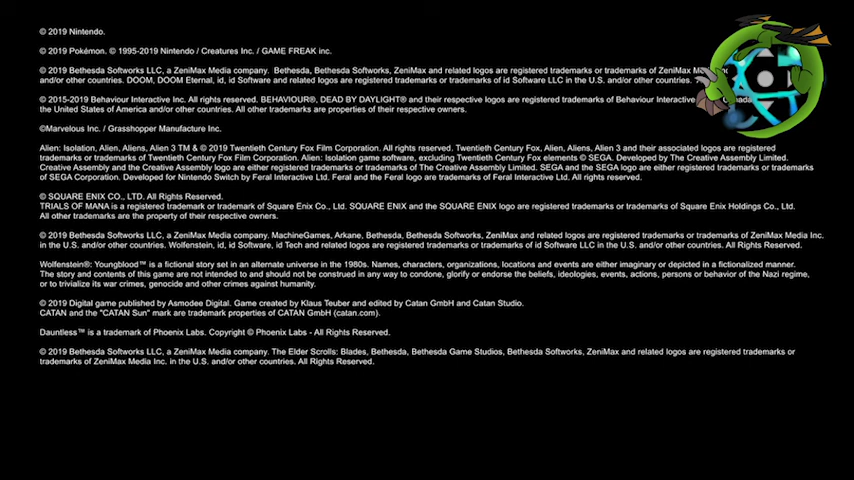 © 2019 Nintendo.
© 2019 Pokémon. © 1995-2019 Nintendo / Creatures Inc. / GAME FREAK inc.
© 2019 Bethesda Softworks LLC, a ZeniMax Media company. Bethesda, Bethesda Softworks, ZeniMax and related logos are registered trademarks or trademarks of ZeniMax
and/or other countries. DOOM, DOOM Eternal, id, id Software and related logos are registered trademarks or trademarks of id Software LLC in the U.S. and/or other countries.
© 2015-2019 Behaviour Interactive Inc. All rights reserved. BEHAVIOUR®, DEAD BY DAYLIGHT® and their respective logos are registered trademarks of Behaviour Interactive
the United States of America and/or other countries. All other trademarks are properties of their respective owners.
©Marvelous Inc. / Grasshopper Manufacture Inc.
Alien: Isolation, Alien, Aliens, Alien 3 TM & © 2019 Twentieth Century Fox Film Corporation. All rights reserved. Twentieth Century Fox, Alien, Aliens, Alien 3 and their associated logos are registered
trademarks or trademarks of Twentieth Century Fox Film Corporation. Alien: Isolation game software, excluding Twentieth Century Fox elements © SEGA. Developed by The Creative Assembly Limited.
Creative Assembly and the Creative Assembly logo are either registered trademarks or trademarks of The Creative Assembly Limited. SEGA and the SEGA logo are either registered trademarks or trademarks
of SEGA Corporation. Developed for Nintendo Switch by Feral Interactive Ltd. Feral and the Feral logo are trademarks of Feral Interactive Ltd. All rights reserved.
© SQUARE ENIX CO., LTD. All Rights Reserved.
TRIALS OF MANA is a registered trademark or trademark of Square Enix Co., Ltd. SQUARE ENIX and the SQUARE ENIX logo are registered trademarks or trademarks of Square Enix Holdings Co., Ltd.
All other trademarks are the property of their respective owners.
© 2019 Bethesda Softworks LLC, a ZeniMax Media company. MachineGames, Arkane, Bethesda, Bethesda Softworks, ZeniMax and related logos are registered trademarks or trademarks of ZeniMax Media Inc.
in the U.S. and/or other countries. Wolfenstein, id, id Software, id Tech and related logos are registered trademarks or trademarks of id Software LLC in the U.S. and/or other countries. All Rights Reserved.
Wolfenstein®: Youngblood™ is a fictional story set in an alternate universe in the 1980s. Names, characters, organizations, locations and events are either imaginary or depicted in a fictionalized manner.
The story and contents of this game are not intended to and should not be construed in any way to condone, glorify or endorse the beliefs, ideologies, events, actions, persons or behavior of the Nazi regime,
or to trivialize its war crimes, genocide and other crimes against humanity.
© 2019 Digital game published by Asmodee Digital. Game created by Klaus Teuber and edited by Catan GmbH and Catan Studio.
CATAN and the "CATAN Sun" mark are trademark properties of CATAN GmbH (catan.com).
Dauntless™ is a trademark of Phoenix Labs. Copyright © Phoenix Labs - All Rights Reserved.
© 2019 Bethesda Softworks LLC, a ZeniMax Media company. The Elder Scrolls: Blades, Bethesda, Bethesda Game Studios, Bethesda Softworks, ZeniMax and related logos are registered trademarks or
trademarks of ZeniMax Media Inc. in the U.S. and/or other countries. All Rights Reserved.